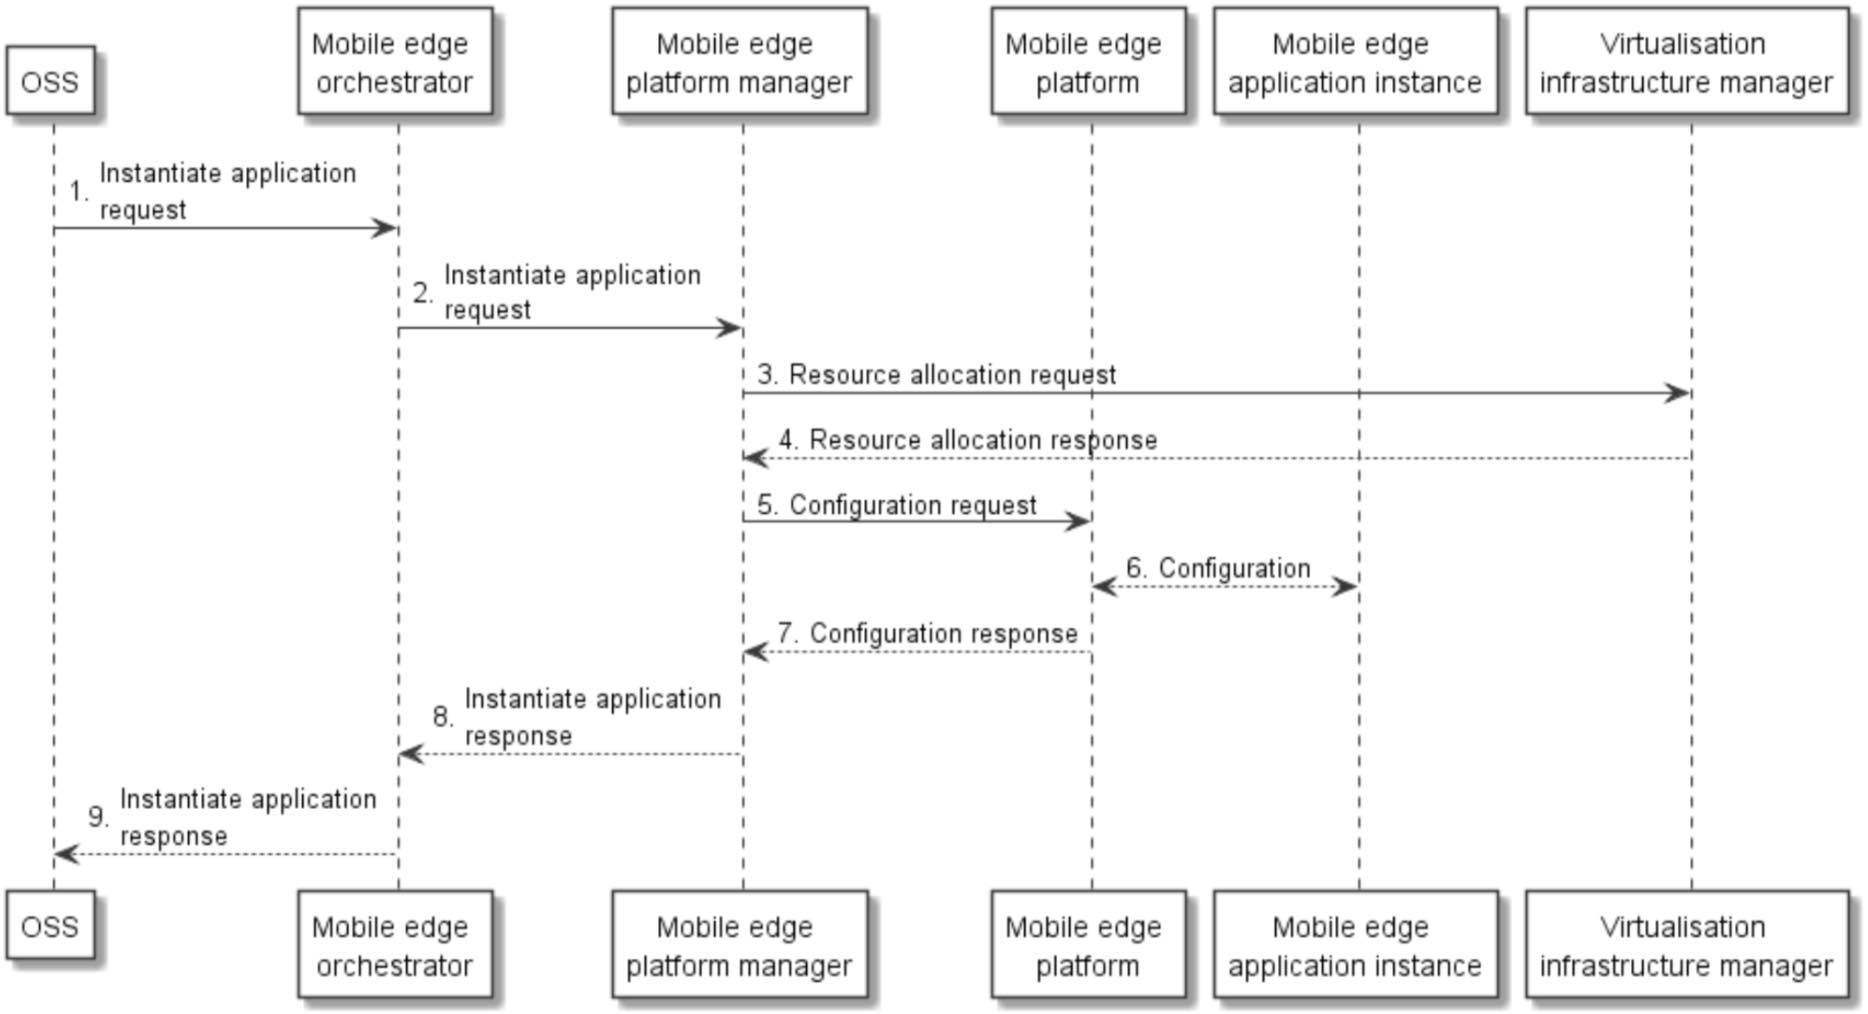 OSS
Mobile edge
orchestrator
Mobile edge
platform manager
Mobile edge
platform
Mobile edge
application instance
Virtualisation
infrastructure manager
1. Instantiate application
request
2. Instantiate application
request
3. Resource allocation request
4. Resource allocation response
5. Configuration request
6. Configuration
7. Configuration response
8. Instantiate application
response
9. Instantiate application
response
OSS
Mobile edge
orchestrator
Mobile edge
platform manager
Mobile edge
platform
Mobile edge
application instance
Virtualisation
infrastructure manager